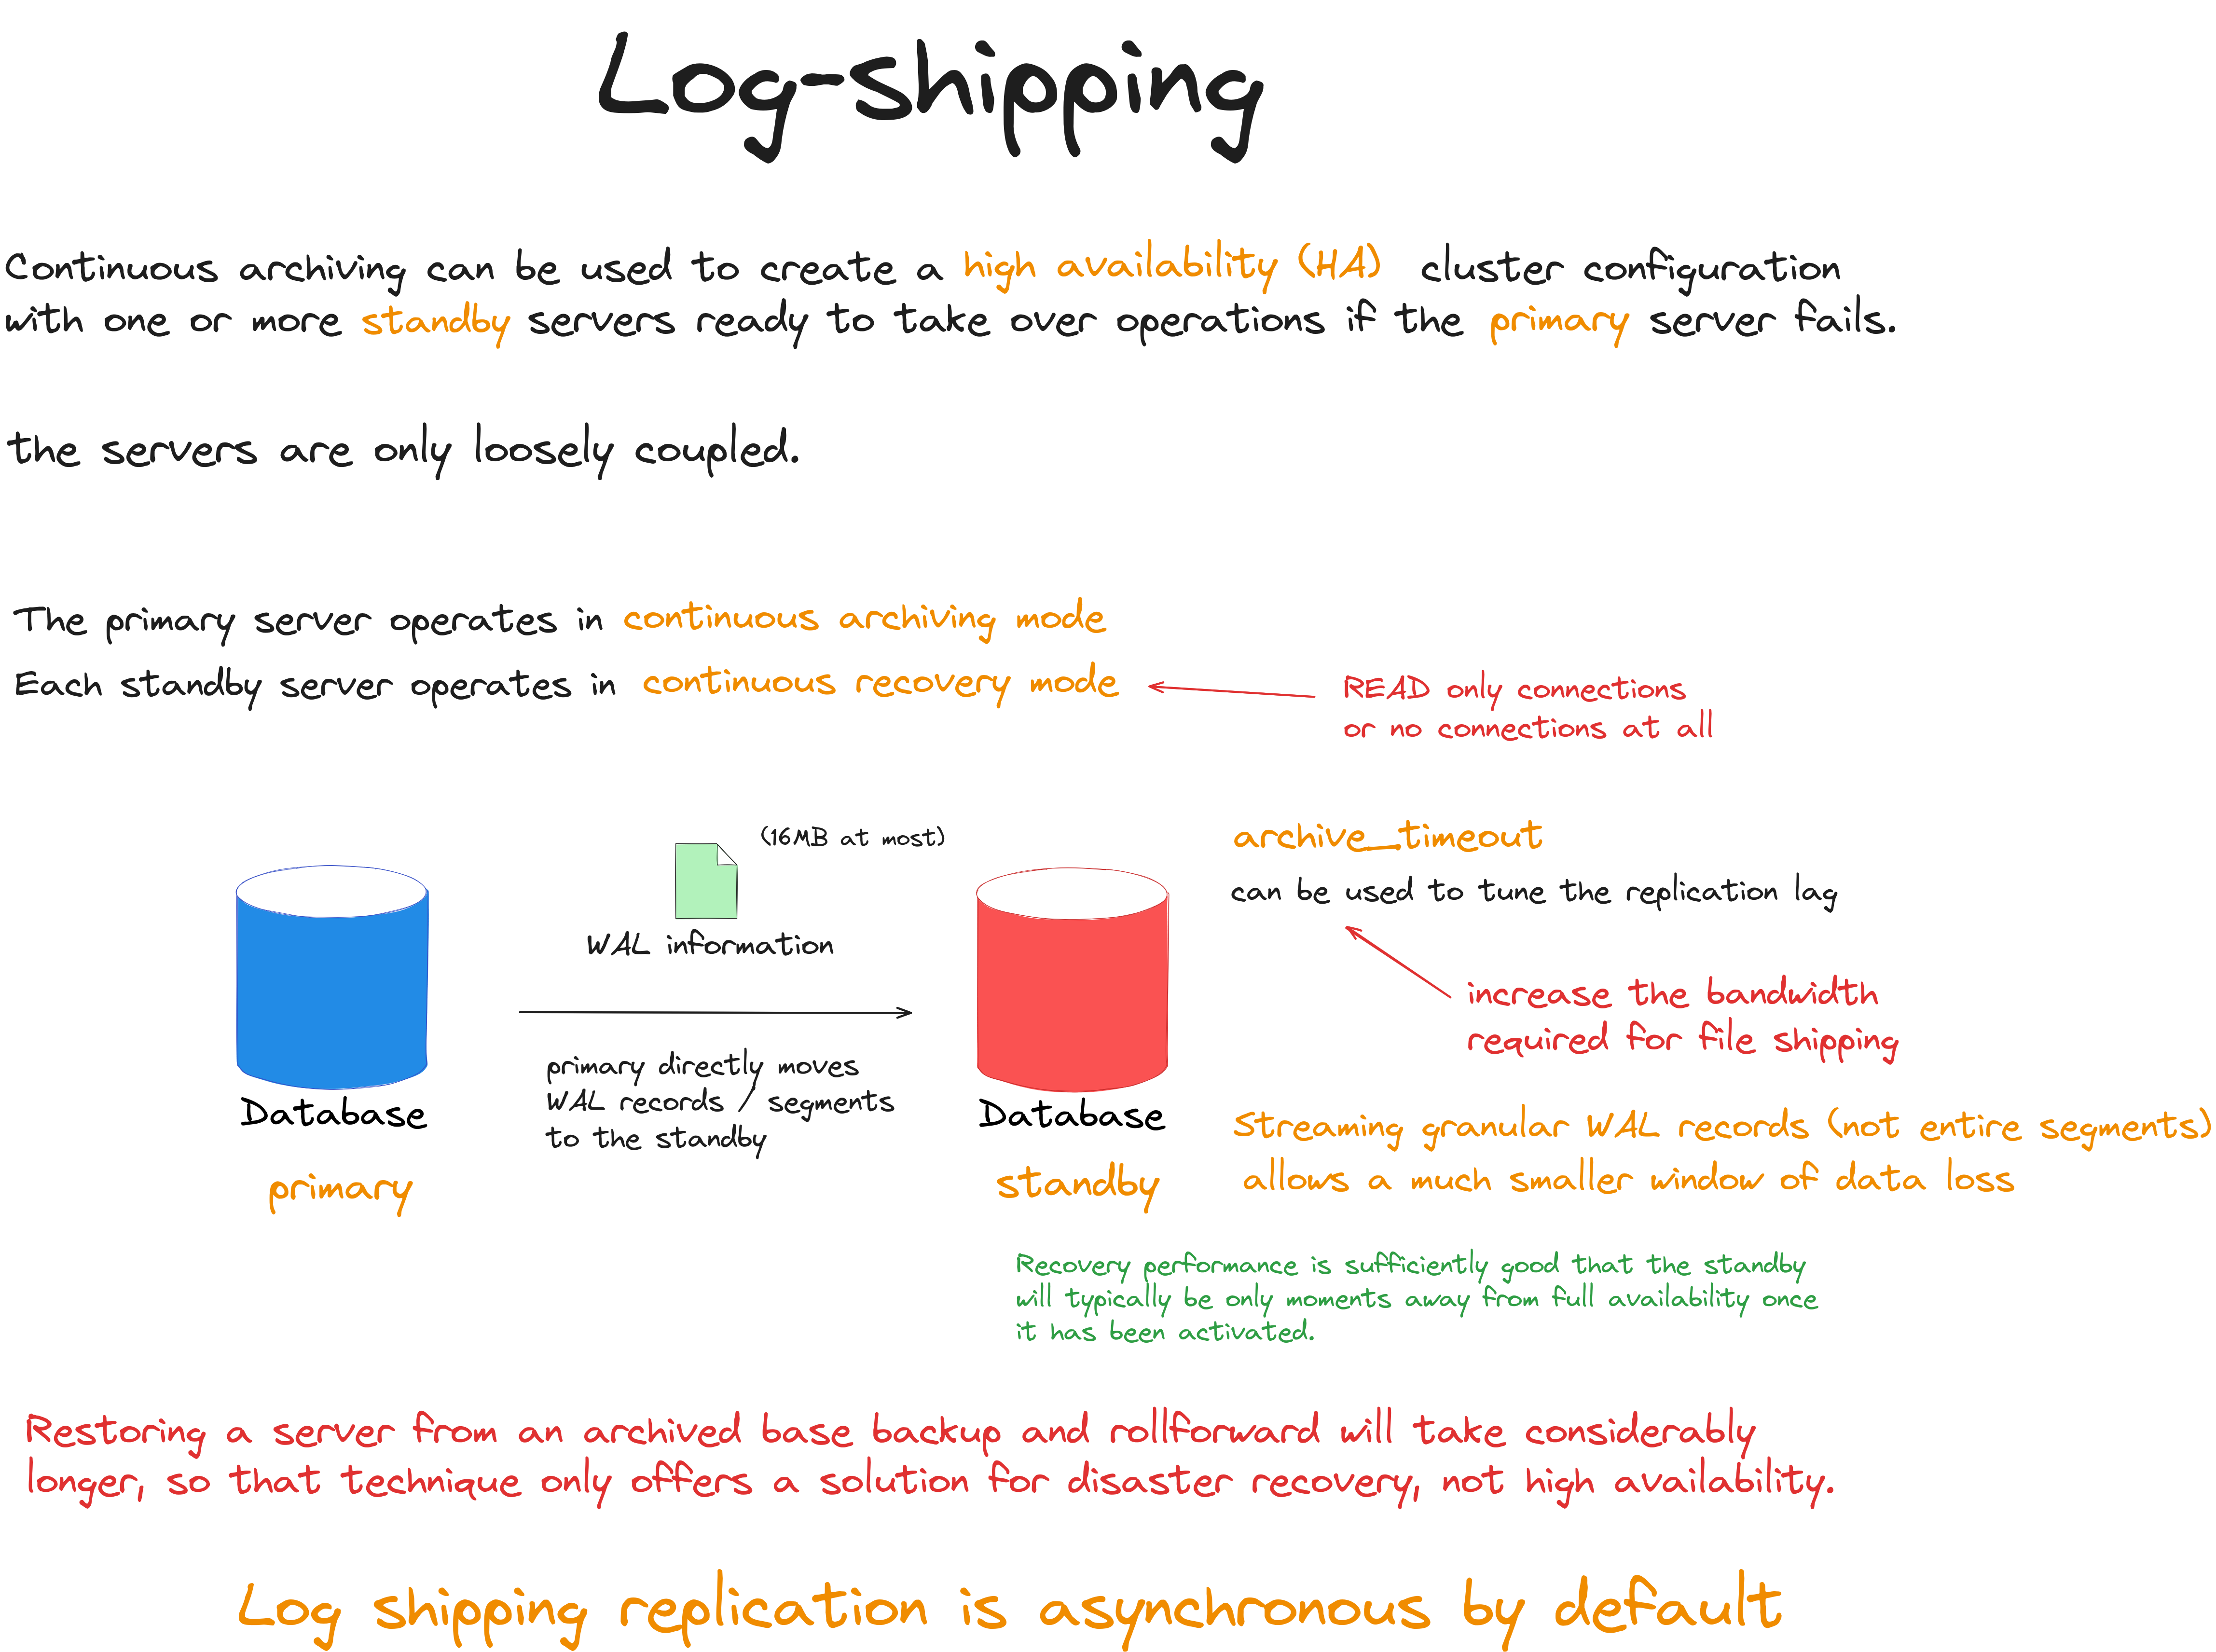 Log-shipping
Continuous archiving can be used to create a high availability (HA) cluster configuration
with one or more standby servers ready to take over operations if the primary server fails.
the servers are only loosely coupled.
The primary server operates in continuous archiving mode
Each standby server operates in continuous recovery mode
READ only connections
or no connections at all
(16MB at most)
WAL information
primary directly moves
WAL records / segments
to the standby
Database
primary
Database
standby
archive_timeout
can be used to tune the replication lag
increase the bandwidth
required for file shipping
Streaming granular WAL records (not entire segments)
allows a much smaller window of data loss
Recovery performance is sufficiently good that the standby
will typically be only moments away from full availability once
it has been activated.
Restoring a server from an archived base backup and rollforward will take considerably
longer, so that technique only offers a solution for disaster recovery, not high availability.
Log shipping replication is asynchronous by default